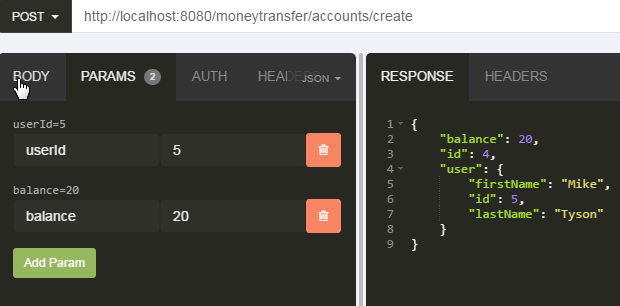 POST http://localhost:8080/moneytransfer/accounts/create
BODY PARAMS 2 AUTH HEADERS JSON
userId=5
userId 5
balance=20
balance 20
Add Param
RESPONSE HEADERS
1 {
2 "balance": 20,
3 "id": 4,
4 "user": {
5 "firstName": "Mike",
6 "id": 5,
7 "lastName": "Tyson"
8 }
9 }